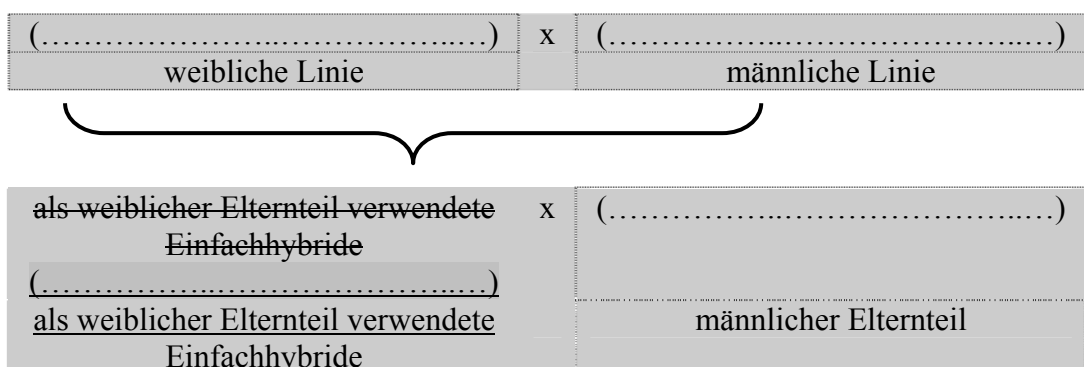 (…………………..……………..…) x (……………..…………………..…)
weibliche Linie männliche Linie
als weiblicher Elternteil verwendete x (……………..…………………..…)
Einfachhybride
(……………..…………………..…)
als weiblicher Elternteil verwendete männlicher Elternteil
Einfachhybride